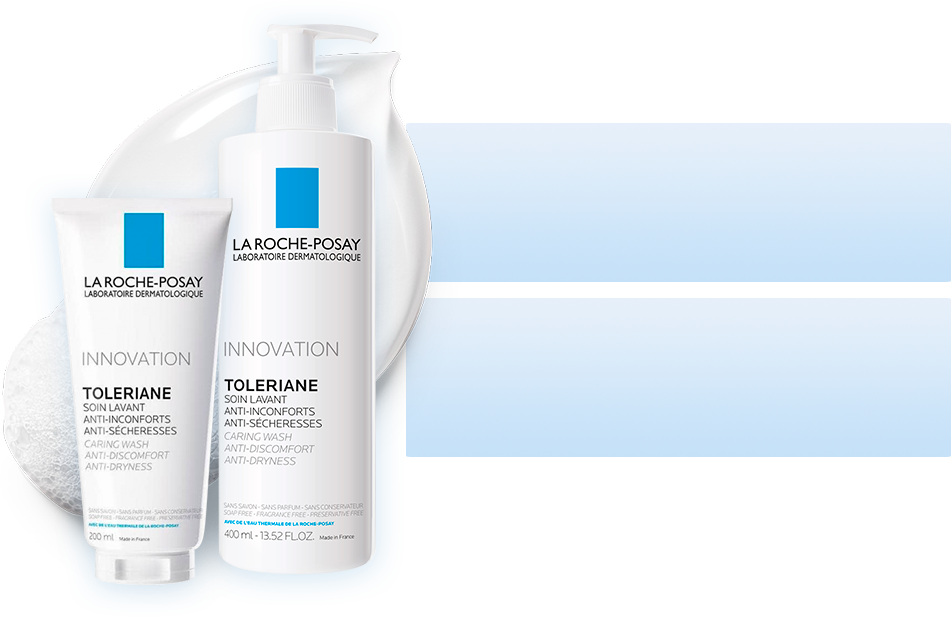 LA ROCHE-POSAY
LABORATOIRE DERMATOLOGIQUE
INNOVATION
TOLERIANE
SOIN LAVANT
ANTI-INCONFORTS
ANTI-SÉCHERESSES
CARING WASH
ANTI-DISCOMFORT
ANTI-DRYNESS
SANS SAVON - SANS PARFUM - SANS CONSERVATEUR
SOAP FREE - FRAGRANCE FREE - PRESERVATIVE FREE
AVEC DE L'EAU THERMALE DE LA ROCHE-POSAY
200 ml Made in France
LA ROCHE-POSAY
LABORATOIRE DERMATOLOGIQUE
INNOVATION
TOLERIANE
SOIN LAVANT
ANTI-INCONFORTS
ANTI-SÉCHERESSES
CARING WASH
ANTI-DISCOMFORT
ANTI-DRYNESS
SANS SAVON - SANS PARFUM - SANS CONSERVATEUR
SOAP FREE - FRAGRANCE FREE - PRESERVATIVE FREE
AVEC DE L'EAU THERMALE DE LA ROCHE-POSAY
400 ml - 13.52 FL.OZ. Made in France